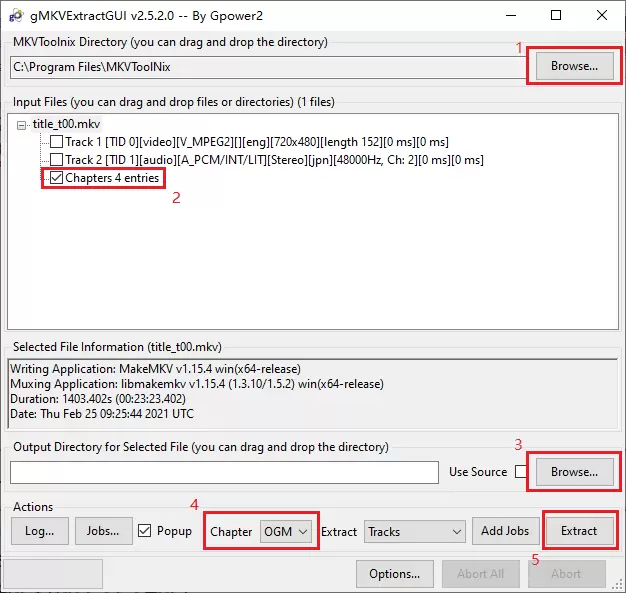 gMKVExtractGUI v2.5.2.0 -- By Gpower2
MKVToolnix Directory (you can drag and drop the directory)
1
C:\Program Files\MKVToolNix
Browse...
Input Files (you can drag and drop files or directories) (1 files)
title_t00.mkv
Track 1 [TID 0][video][V_MPEG2][][eng][720x480][length 152][0 ms][0 ms]
Track 2 [TID 1][audio][A_PCM/INT/LIT][Stereo][jpn][48000Hz, Ch: 2][0 ms][0 ms]
Chapters 4 entries
2
Selected File Information (title_t00.mkv)
Writing Application: MakeMKV v1.15.4 win(x64-release)
Muxing Application: libmakemkv v1.15.4 (1.3.10/1.5.2) win(x64-release)
Duration: 1403.402s (00:23:23.402)
Date: Thu Feb 25 09:25:44 2021 UTC
Output Directory for Selected File (you can drag and drop the directory)
3
Use Source
Browse...
Actions
4
Log...
Jobs...
Popup
Chapter
OGM
Extract
Tracks
Add Jobs
Extract
5
Options...
Abort All
Abort